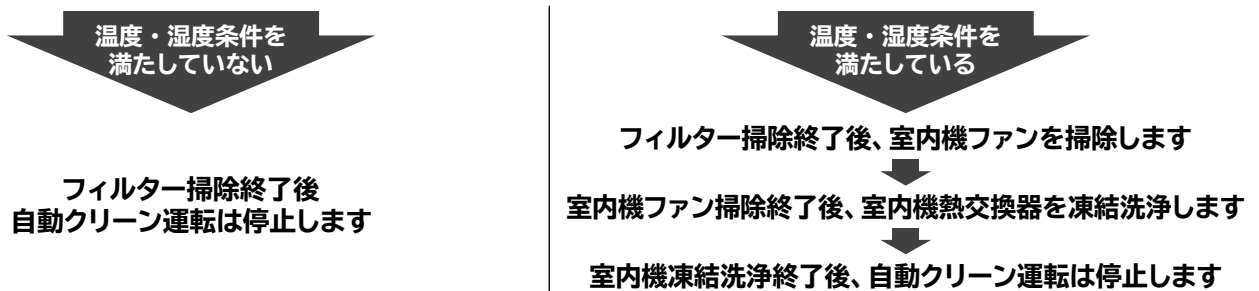 温度・湿度条件を
満たしていない
フィルター掃除終了後
自動クリーン運転は停止します
温度・湿度条件を
満たしている
フィルター掃除終了後、室内機ファンを掃除します
室内機ファン掃除終了後、室内機熱交換器を凍結洗浄します
室内機凍結洗浄終了後、自動クリーン運転は停止します